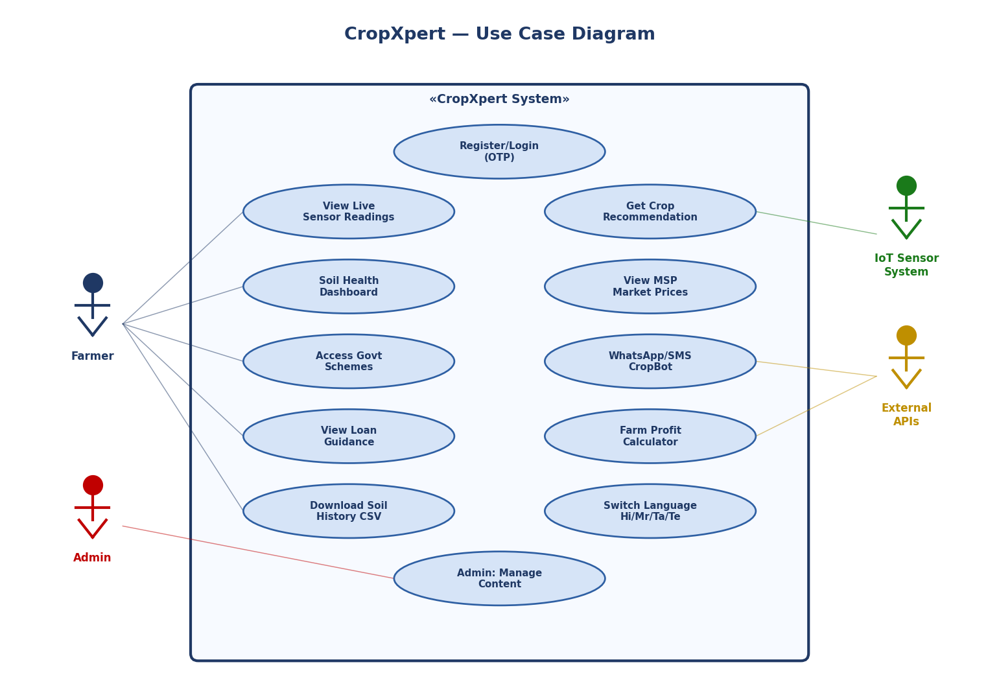 CropXpert — Use Case Diagram
«CropXpert System»
Register/Login
(OTP)
View Live
Sensor Readings
Get Crop
Recommendation
Soil Health
Dashboard
View MSP
Market Prices
Access Govt
Schemes
WhatsApp/SMS
CropBot
View Loan
Guidance
Farm Profit
Calculator
Download Soil
History CSV
Switch Language
Hi/Mr/Ta/Te
Admin: Manage
Content
Farmer
Admin
IoT Sensor
System
External
APIs